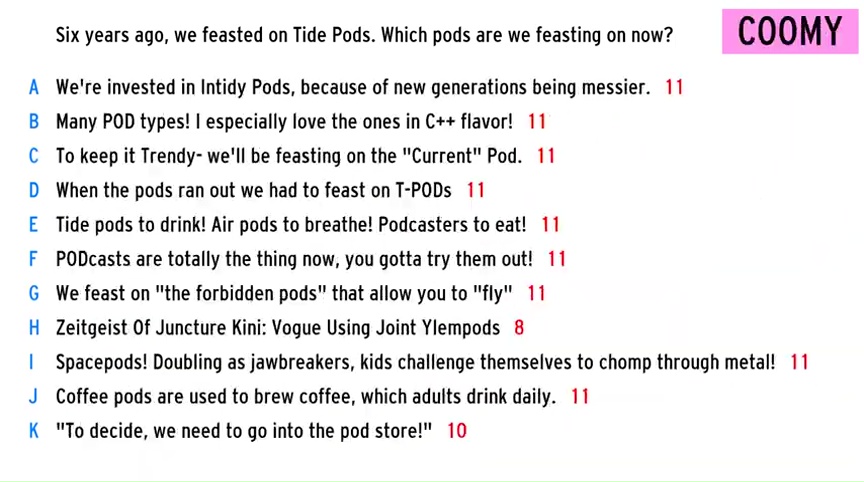 Six years ago, we feasted on Tide Pods. Which pods are we feasting on now?
COOMY
A We're invested in Intidy Pods, because of new generations being messier. 11
B Many POD types! I especially love the ones in C++ flavor! 11
C To keep it Trendy- we'll be feasting on the "Current" Pod. 11
D When the pods ran out we had to feast on T-PODs 11
E Tide pods to drink! Air pods to breathe! Podcasters to eat! 11
F PODcasts are totally the thing now, you gotta try them out! 11
G We feast on "the forbidden pods" that allow you to "fly" 11
H Zeitgeist Of Juncture Kini: Vogue Using Joint Ylempods 8
I Spacepods! Doubling as jawbreakers, kids challenge themselves to chomp through metal! 11
J Coffee pods are used to brew coffee, which adults drink daily. 11
K "To decide, we need to go into the pod store!" 10